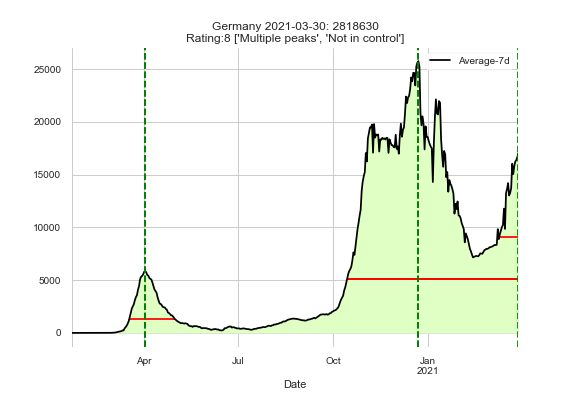 Germany 2021-03-30: 2818630
Rating:8 ['Multiple peaks', 'Not in control']
Average-7d
25000
20000
15000
10000
5000
0
Apr
Jul
Oct
Jan
2021
Date